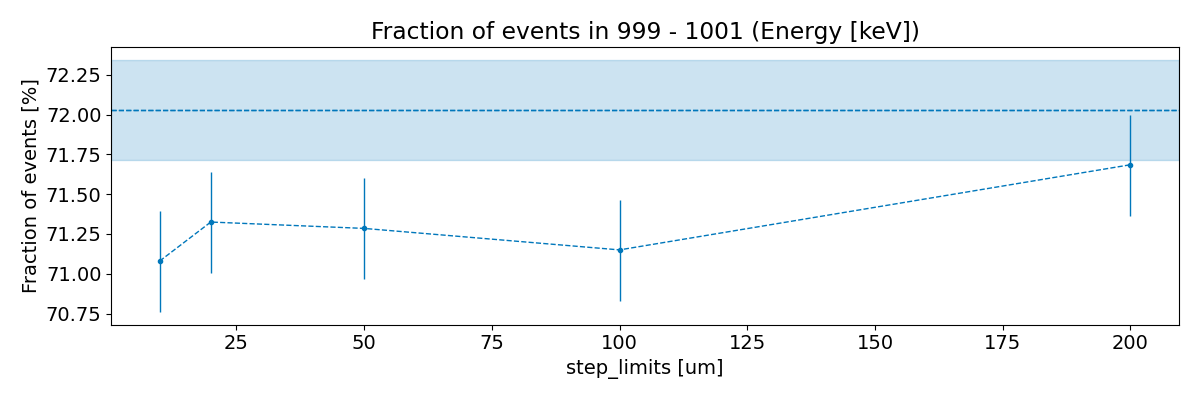 Fraction of events in 999 - 1001 (Energy [keV])
Fraction of events [%]
72.25
72.00
71.75
71.50
71.25
71.00
70.75
25 50 75 100 125 150 175 200
step_limits [um]